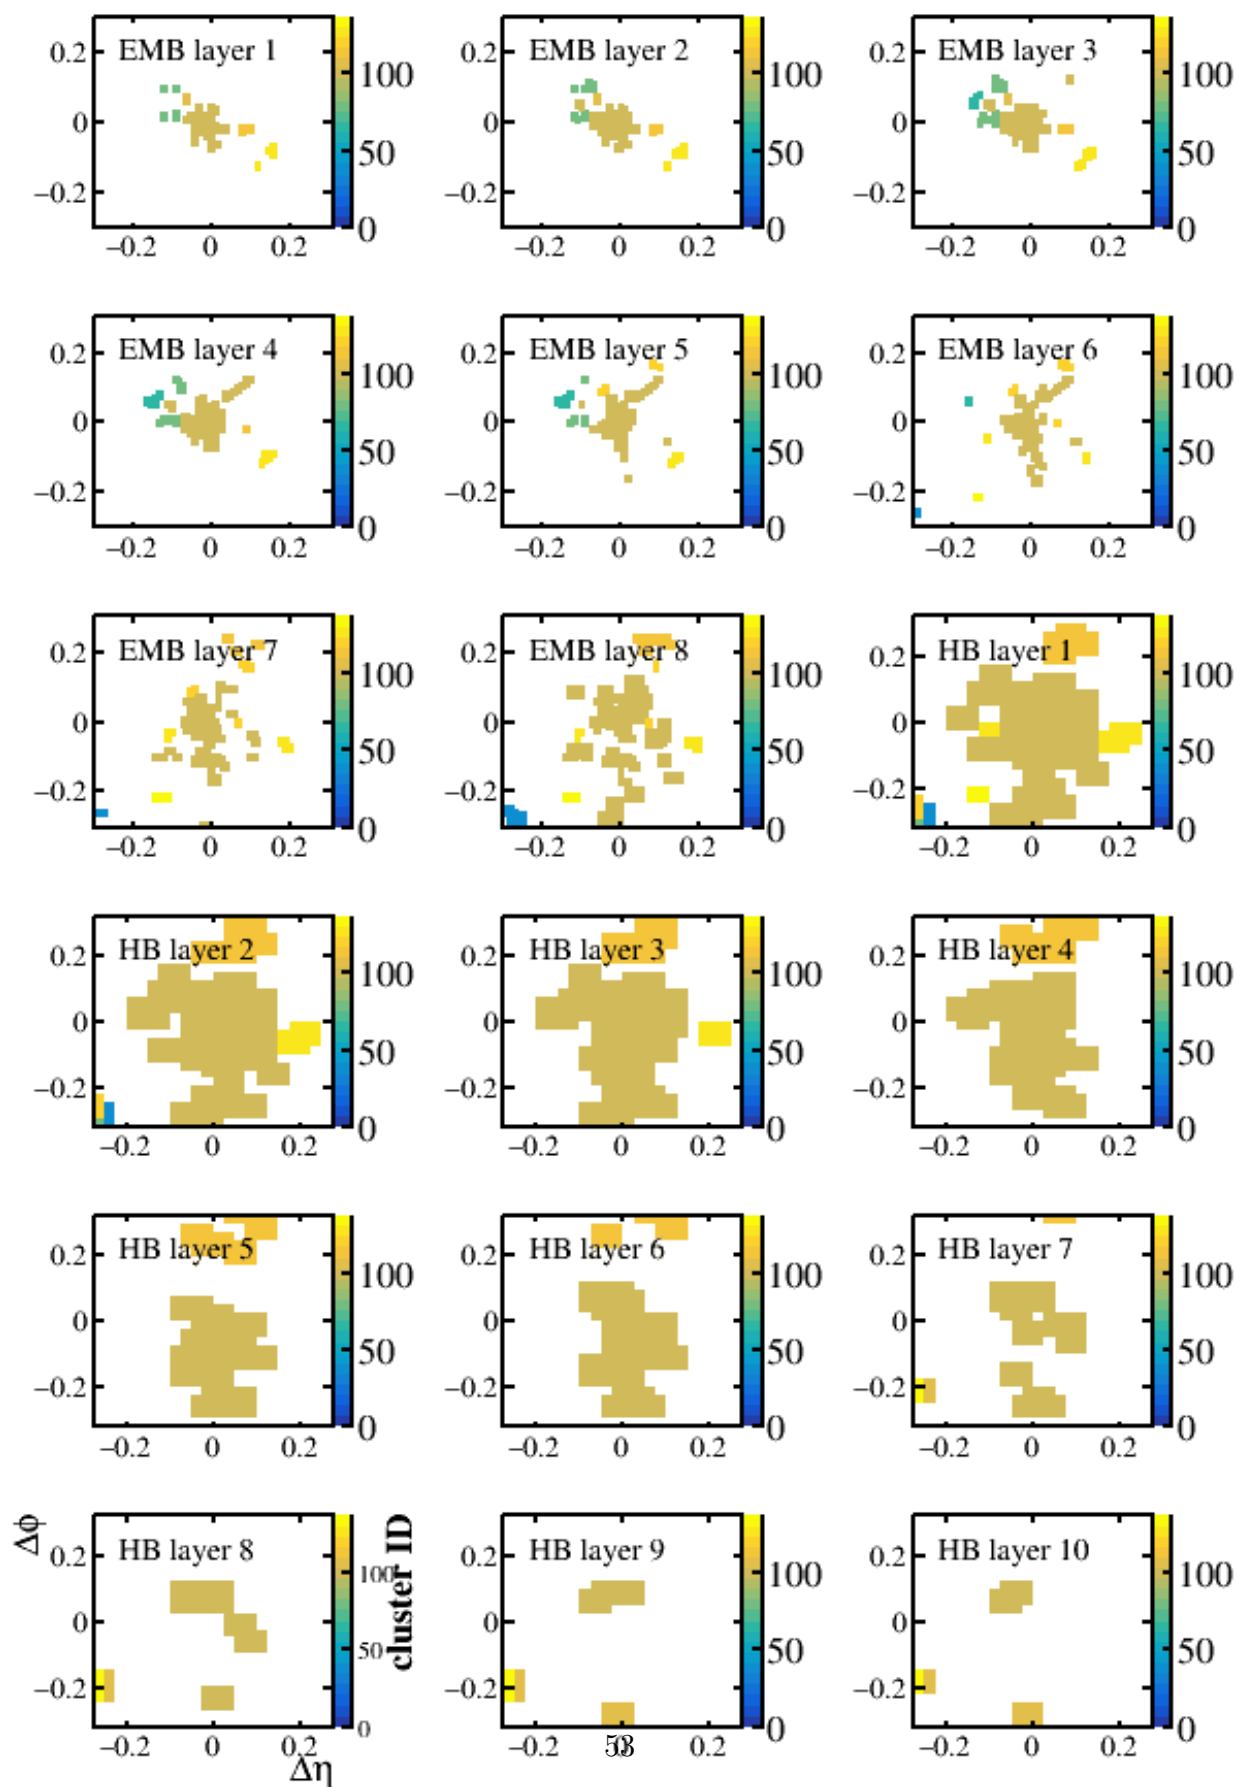 EMB layer 1
0.2
0
−0.2
−0.2 0 0.2
100
50
0
EMB layer 2
0.2
0
−0.2
−0.2 0 0.2
100
50
0
EMB layer 3
0.2
0
−0.2
−0.2 0 0.2
100
50
0
EMB layer 4
0.2
0
−0.2
−0.2 0 0.2
100
50
0
EMB layer 5
0.2
0
−0.2
−0.2 0 0.2
100
50
0
EMB layer 6
0.2
0
−0.2
−0.2 0 0.2
100
50
0
EMB layer 7
0.2
0
−0.2
−0.2 0 0.2
100
50
0
EMB layer 8
0.2
0
−0.2
−0.2 0 0.2
100
50
0
HB layer 1
0.2
0
−0.2
−0.2 0 0.2
100
50
0
HB layer 2
0.2
0
−0.2
−0.2 0 0.2
100
50
0
HB layer 3
0.2
0
−0.2
−0.2 0 0.2
100
50
0
HB layer 4
0.2
0
−0.2
−0.2 0 0.2
100
50
0
HB layer 5
0.2
0
−0.2
−0.2 0 0.2
100
50
0
HB layer 6
0.2
0
−0.2
−0.2 0 0.2
100
50
0
HB layer 7
0.2
0
−0.2
−0.2 0 0.2
100
50
0
Δφ
HB layer 8
0.2
0
−0.2
−0.2 0 0.2
Δη
100
50
0
cluster ID
HB layer 9
0.2
0
−0.2
−0.2 0 0.2
100
50
0
HB layer 10
0.2
0
−0.2
−0.2 0 0.2
100
50
0
53